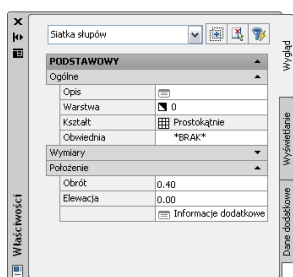 Siatka słupów
PODSTAWOWY
Ogólne
Opis
Warstwa 0
Kształt Prostokątnie
Obwiednia *BRAK*
Wymiary
Położenie
Obrót 0.40
Elewacja 0.00
Informacje dodatkowe
Właściwości
Wygląd
Wyświetlanie
Dane dodatkowe